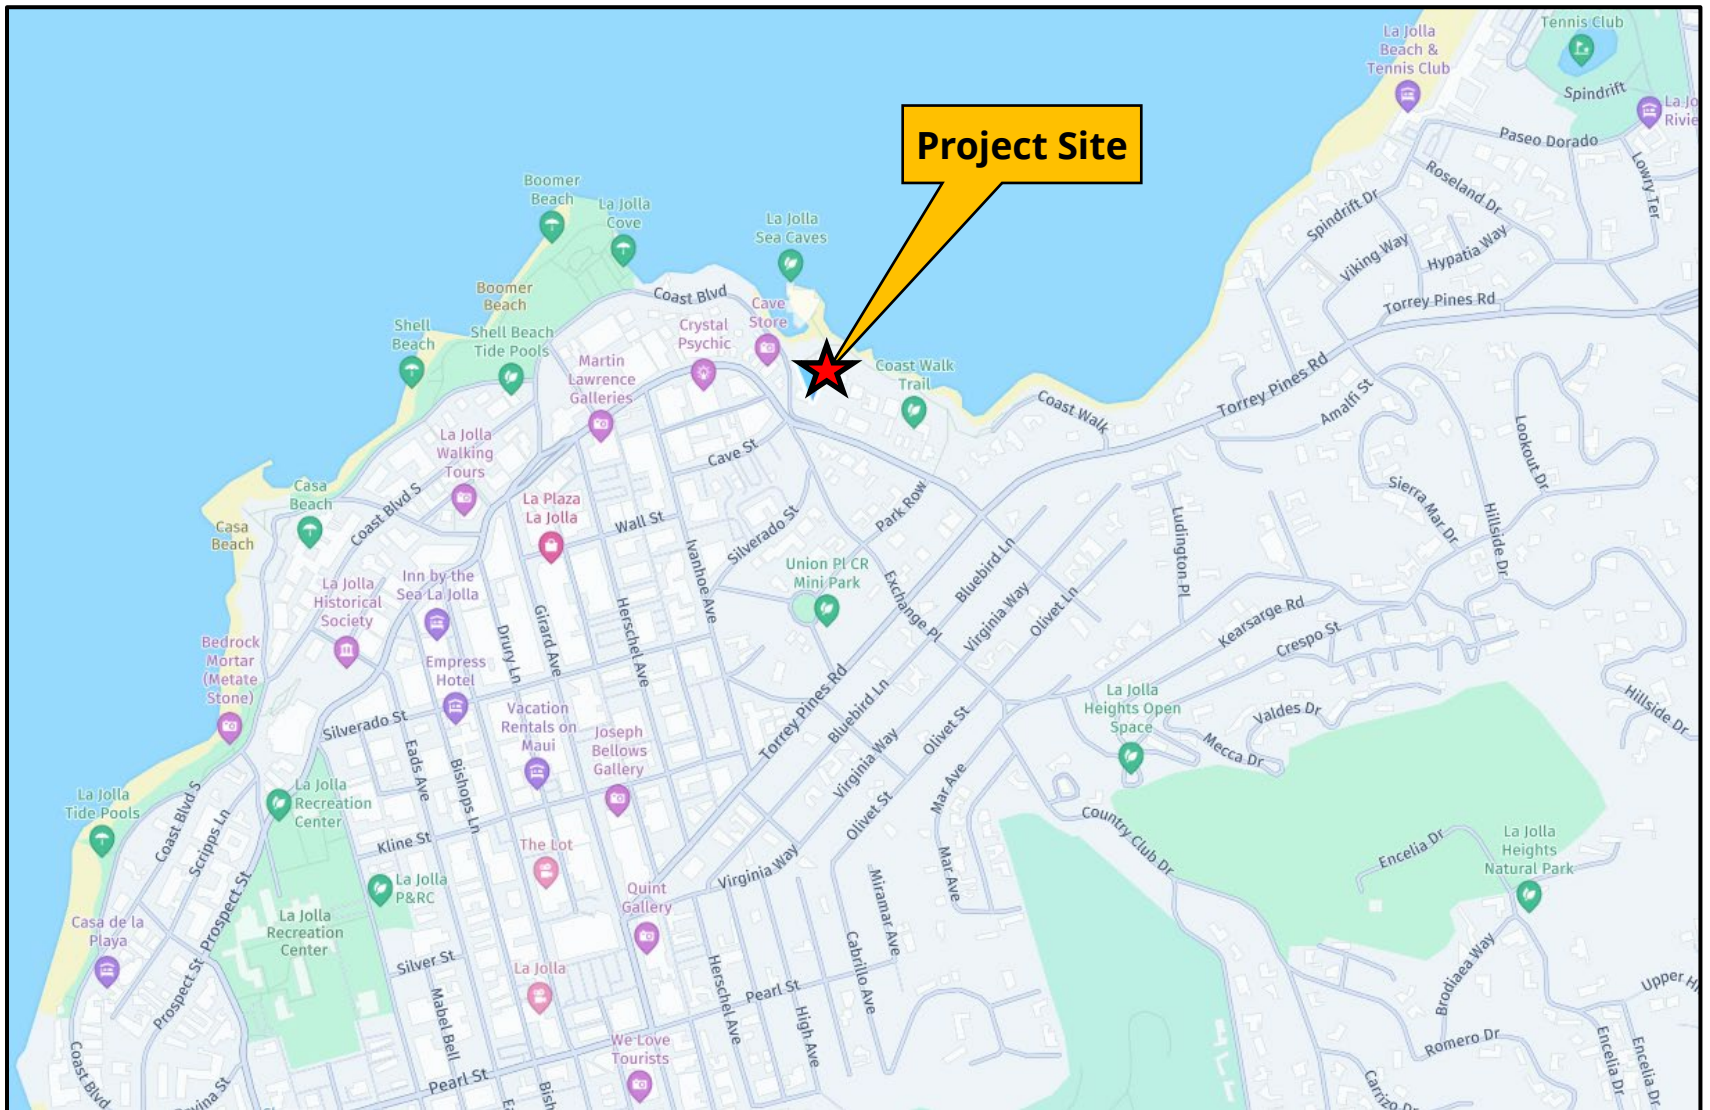 Tennis Club
La Jolla
Beach &
Tennis Club
Spindrift
La Jo
Rivie
Paseo Dorado
Lowry Ter
Roseland Dr
Spindrift Dr
Viking Way
Hypatia Way
Torrey Pines Rd
Project Site
Boomer
Beach
La Jolla
Cove
La Jolla
Sea Caves
Boomer
Beach
Coast Blvd
Cave
Store
Shell
Beach
Shell Beach
Tide Pools
Crystal
Psychic
Martin
Lawrence
Galleries
Coast Walk
Trail
Coast Walk
Torrey Pines Rd
Amalfi St
Lookout Dr
La Jolla
Walking
Tours
Cave St
Casa
Beach
Coast Blvd S
La Plaza
La Jolla
Wall St
Silverado St
Park Row
Sierra Mar Dr
Hillside Dr
Ludington Pl
Casa
Beach
Ivanhoe Ave
Union Pl CR
Mini Park
Exchange Pl
Bluebird Ln
Virginia Way
Olivet Ln
Kearsarge Rd
Crespo St
La Jolla
Historical
Society
Inn by the
Sea La Jolla
Drury Ln
Girard Ave
Herschel Ave
Bedrock
Mortar
(Metate
Stone)
Empress
Hotel
Torrey Pines Rd
Bluebird Ln
Virginia Way
Olivet St
La Jolla
Heights Open
Space
Valdes Dr
Mecca Dr
Hillside Dr
Silverado St
Eads Ave
Bishops Ln
Vacation
Rentals on
Maui
Joseph
Bellows
Gallery
Mar Ave
Olivet St
La Jolla
Tide Pools
Coast Blvd S
Scripps Ln
La Jolla
Recreation
Center
Kline St
The Lot
Virginia Way
Mar Ave
Country Club Dr
Encelia Dr
La Jolla
Heights
Natural Park
La Jolla
P&RC
Quint
Gallery
Miramar Ave
Casa de la
Playa
Prospect St
La Jolla
Recreation
Center
Prospect St
Silver St
La Jolla
Herschel Ave
Pearl St
Cabrillo Ave
High Ave
Brodiaea Way
Upper H
Mabel Bell
We Love
Tourists
Romero Dr
Encelia Dr
Encelia Dr
Coast Blvd
Pearl St
Bish
Carrizo Dr